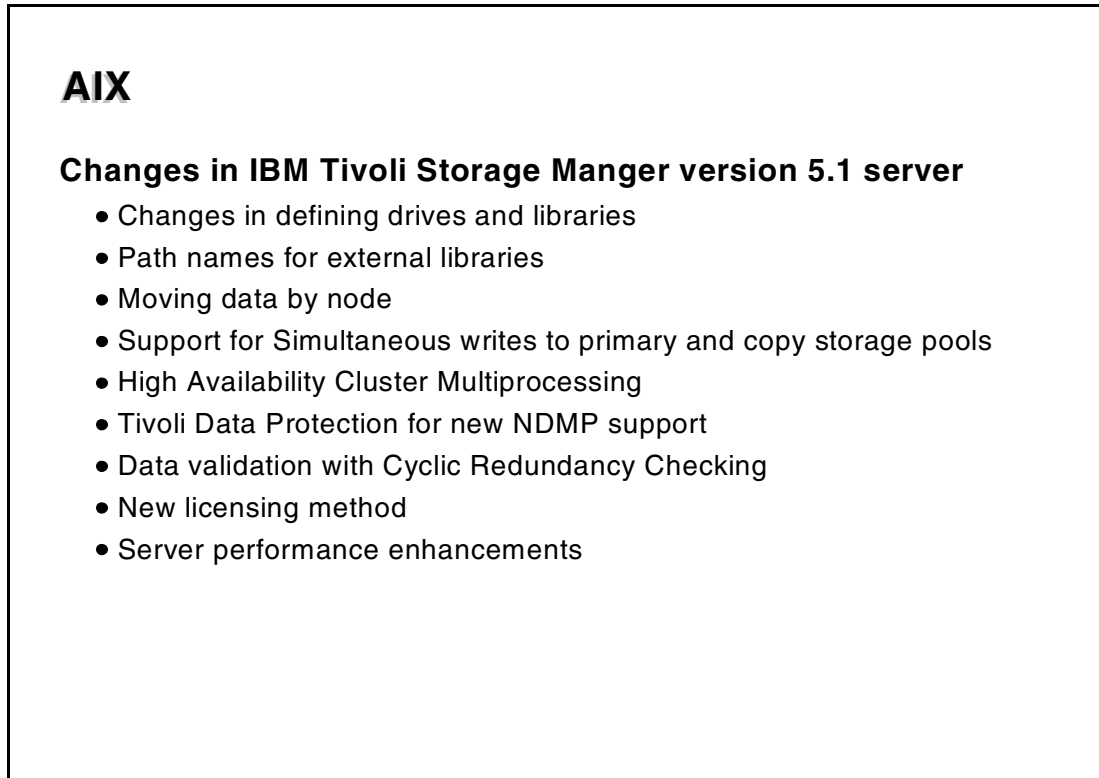 AIX
Changes in IBM Tivoli Storage Manger version 5.1 server
• Changes in defining drives and libraries
• Path names for external libraries
• Moving data by node
• Support for Simultaneous writes to primary and copy storage pools
• High Availability Cluster Multiprocessing
• Tivoli Data Protection for new NDMP support
• Data validation with Cyclic Redundancy Checking
• New licensing method
• Server performance enhancements